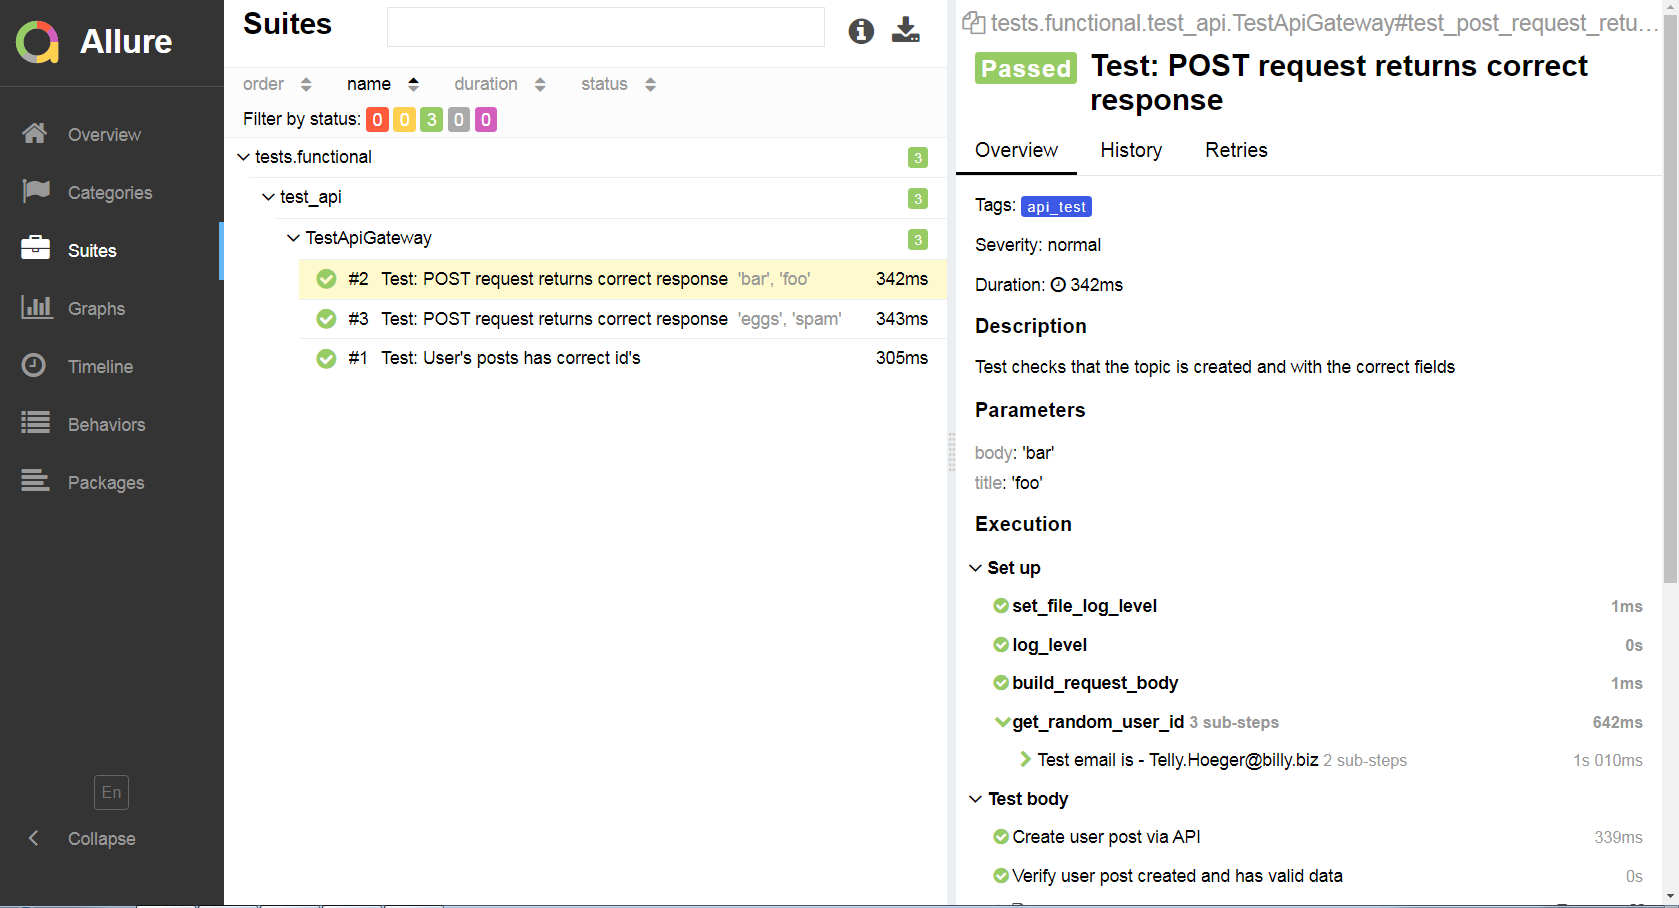 Allure
Overview
Categories
Suites
Graphs
Timeline
Behaviors
Packages
En
Collapse
Suites
order name duration status
Filter by status: 0 0 3 0 0
tests.functional 3
test_api 3
TestApiGateway 3
#2 Test: POST request returns correct response 'bar', 'foo' 342ms
#3 Test: POST request returns correct response 'eggs', 'spam' 343ms
#1 Test: User's posts has correct id's 305ms
tests.functional.test_api.TestApiGateway#test_post_request_retu...
Passed Test: POST request returns correct
response
Overview History Retries
Tags: api_test
Severity: normal
Duration: 342ms
Description
Test checks that the topic is created and with the correct fields
Parameters
body: 'bar'
title: 'foo'
Execution
Set up
set_file_log_level 1ms
log_level 0s
build_request_body 1ms
get_random_user_id 3 sub-steps 642ms
Test email is - Telly.Hoeger@billy.biz 2 sub-steps 1s 010ms
Test body
Create user post via API 339ms
Verify user post created and has valid data 0s